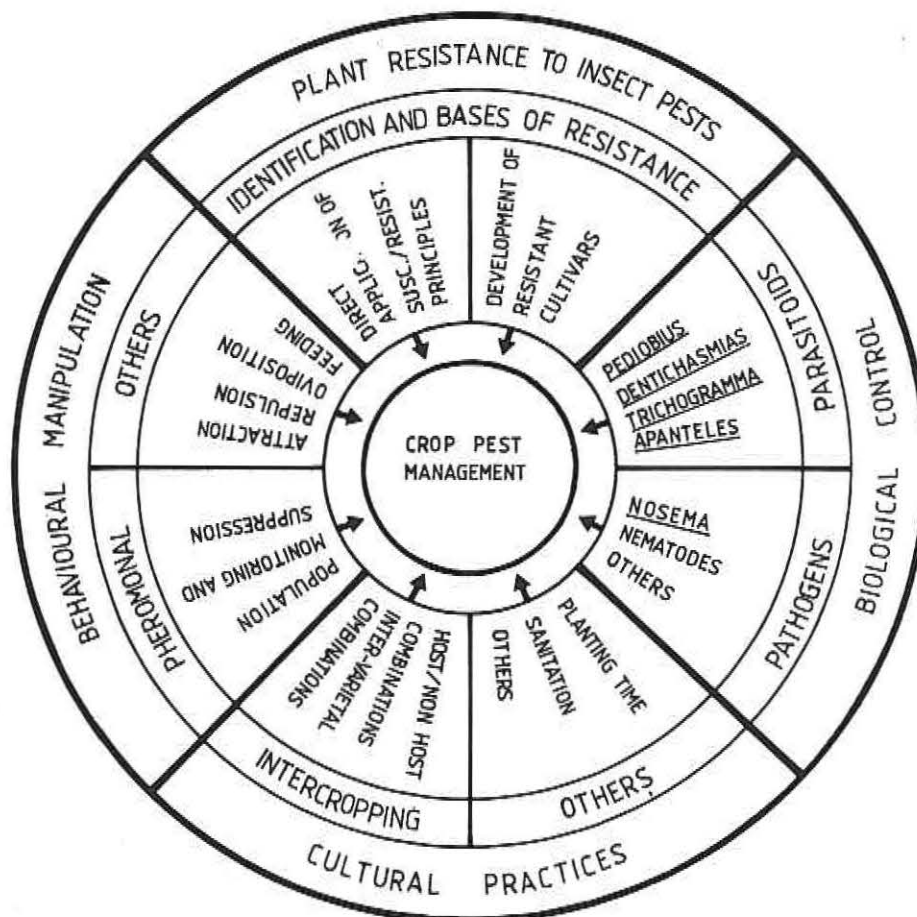 PLANT RESISTANCE TO INSECT PESTS
IDENTIFICATION AND BASES OF RESISTANCE
DIRECT
APPLIC. JN OF
SUSC./RESIST.
PRINCIPLES
DEVELOPMENT OF
RESISTANT
CULTIVARS
BIOLOGICAL CONTROL
PARASITOIDS
PEDIOBIUS
DENTICHASMIAS
TRICHOGRAMMA
APANTELES
PATHOGENS
NOSEMA
NEMATODES
OTHERS
CULTURAL PRACTICES
OTHERS
PLANTING TIME
SANITATION
OTHERS
INTERCROPPING
HOST/NON HOST
COMBINATIONS
INTER-VARIETAL
COMBINATIONS
BEHAVIOURAL MANIPULATION
PHEROMONAL
POPULATION
MONITORING AND
SUPPRESSION
OTHERS
ATTRACTION
REPULSION
OVIPOSITION
FEEDING
CROP PEST
MANAGEMENT